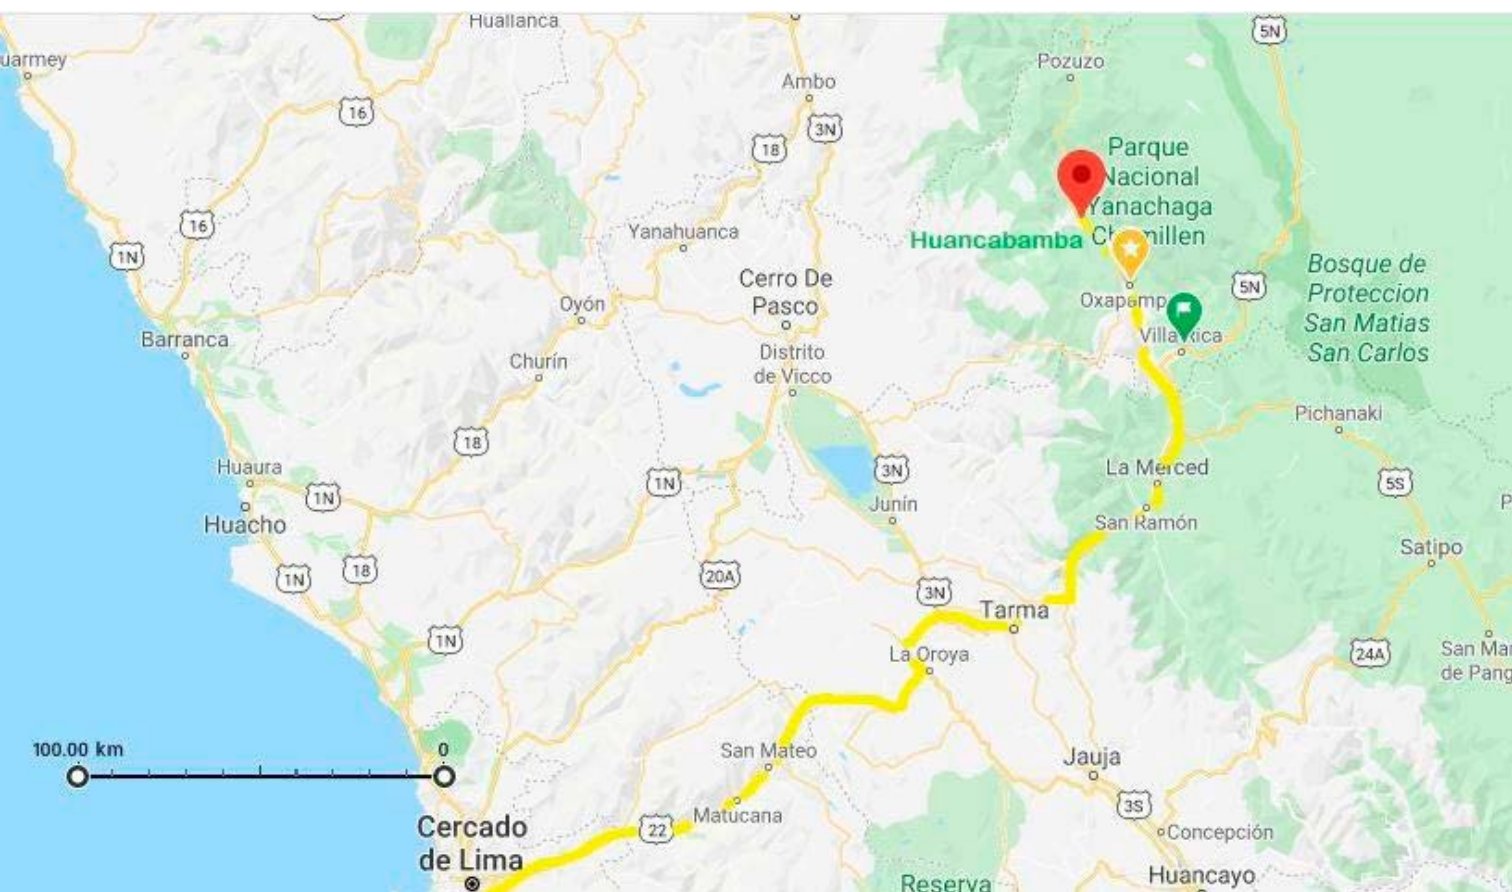 Huallanca
5N
uarmey
Pozuzo
Ambo
16
3N
18
Parque
Nacional
Yanachaga
Huancabamba
16
Yanahuanca
1N
Cerro De
Pasco
Bosque de
Proteccion
San Matias
San Carlos
5N
Oyón
Oxapamp
Barranca
Villa Rica
Churín
Distrito
de Vicco
Pichanaki
18
Huaura
1N
1N
3N
La Merced
5S
Huacho
Junín
San Ramón
P
Satipo
1N
18
20A
3N
Tarma
1N
La Oroya
24A
San Mar
de Pang
100.00 km
0
San Mateo
Jauja
Matucana
3S
Cercado
de Lima
22
Concepción
Huancayo
Reserva